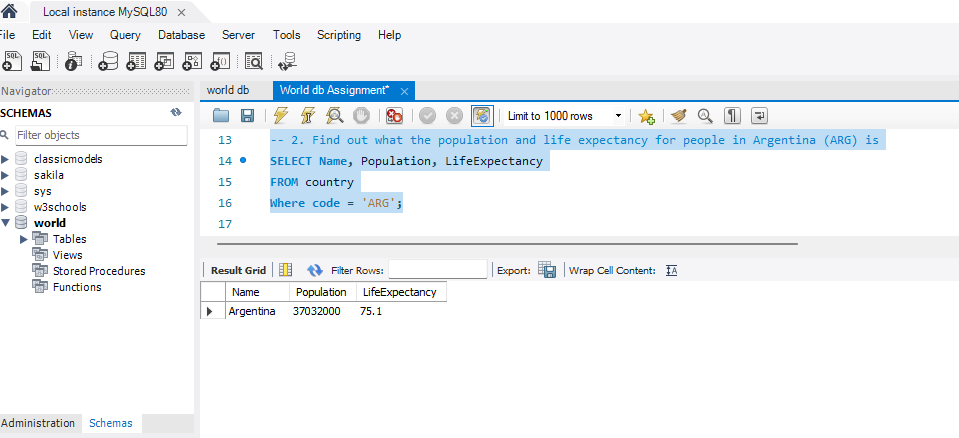 Local instance MySQL80
File Edit View Query Database Server Tools Scripting Help
Navigator
SCHEMAS
Filter objects
classicmodels
sakila
sys
w3schools
world
Tables
Views
Stored Procedures
Functions
Administration Schemas
world db World db Assignment*
Limit to 1000 rows
13 -- 2. Find out what the population and life expectancy for people in Argentina (ARG) is
14 SELECT Name, Population, LifeExpectancy
15 FROM country
16 Where code = 'ARG';
17
Result Grid Filter Rows: Export: Wrap Cell Content:
Name Population LifeExpectancy
Argentina 37032000 75.1